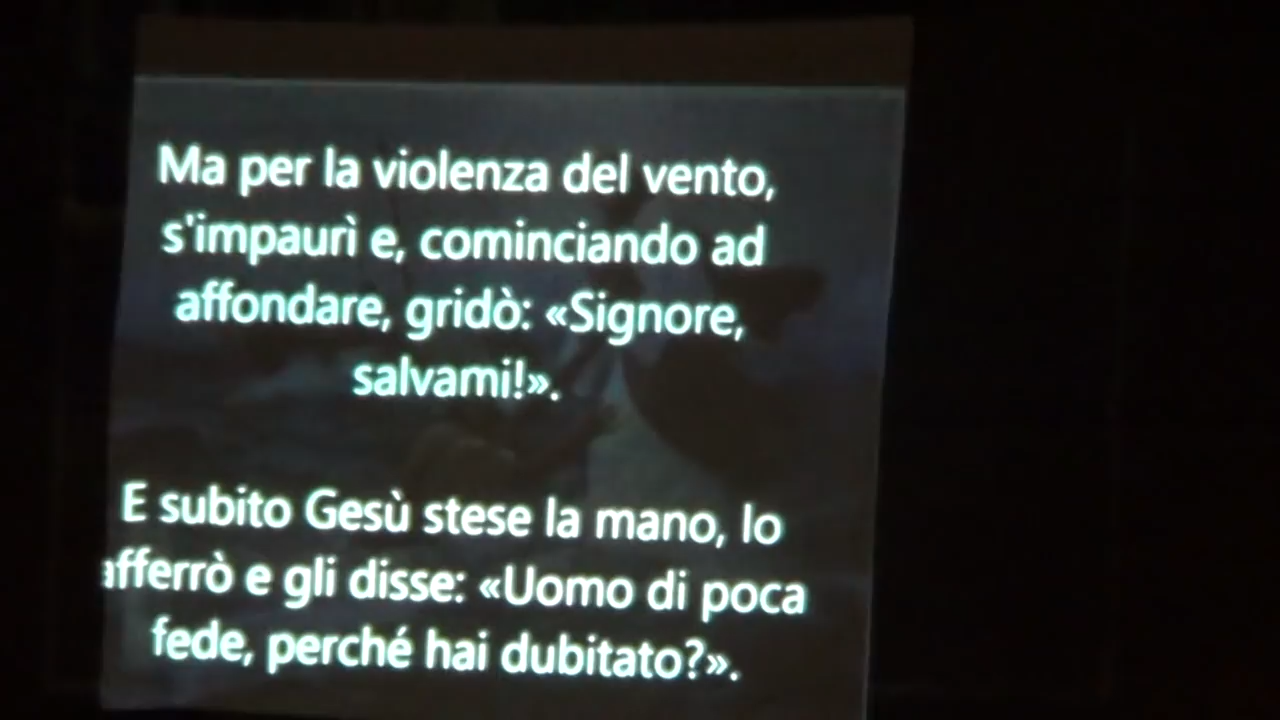 Ma per la violenza del vento,
s'impaurì e, cominciando ad
affondare, gridò: «Signore,
salvami!».
E subito Gesù stese la mano, lo
afferrò e gli disse: «Uomo di poca
fede, perché hai dubitato?».